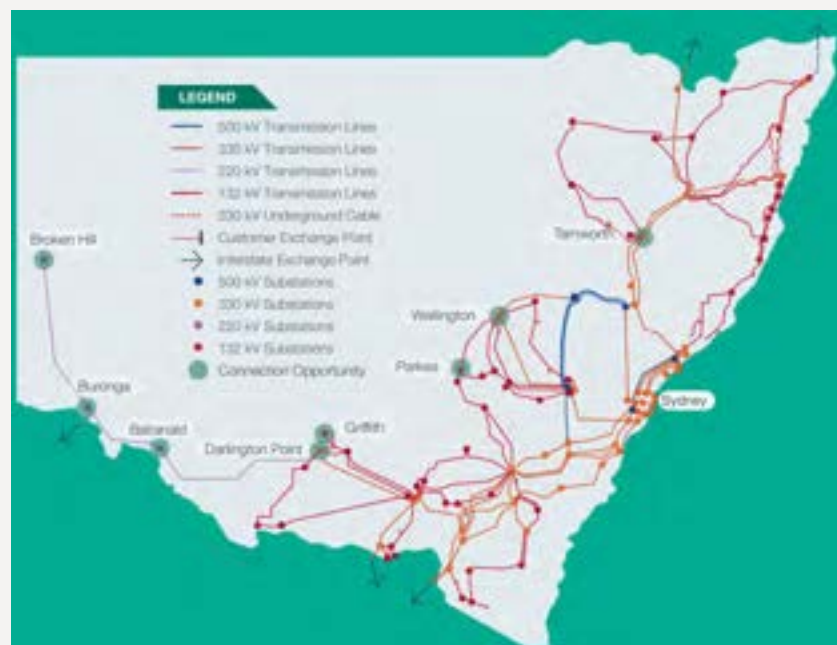 LEGEND
500 kV Transmission Lines
330 kV Transmission Lines
220 kV Transmission Lines
132 kV Transmission Lines
330 kV Underground Cable
Customer Exchange Point
Interstate Exchange Point
500 kV Substations
330 kV Substations
220 kV Substations
132 kV Substations
Connection Opportunity
Broken Hill
Buronga
Balranald
Darlington Point
Griffith
Parkes
Wellington
Tamworth
Sydney